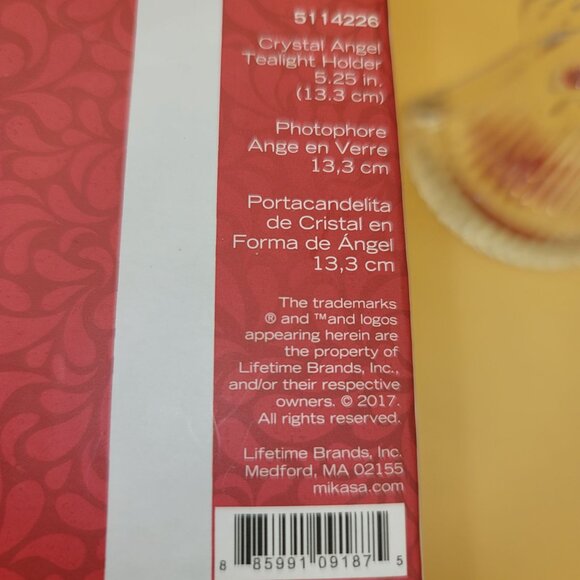 5114226
Crystal Angel
Tealight Holder
5.25 in.
(13.3 cm)
Photophore
Ange en Verre
13,3 cm
Portacandelita
de Cristal en
Forma de Ángel
13,3 cm
The trademarks
® and ™and logos
appearing herein are
the property of
Lifetime Brands, Inc.,
and/or their respective
owners. © 2017.
All rights reserved.
Lifetime Brands, Inc.
Medford, MA 02155
mikasa.com
8 85991 09187 5